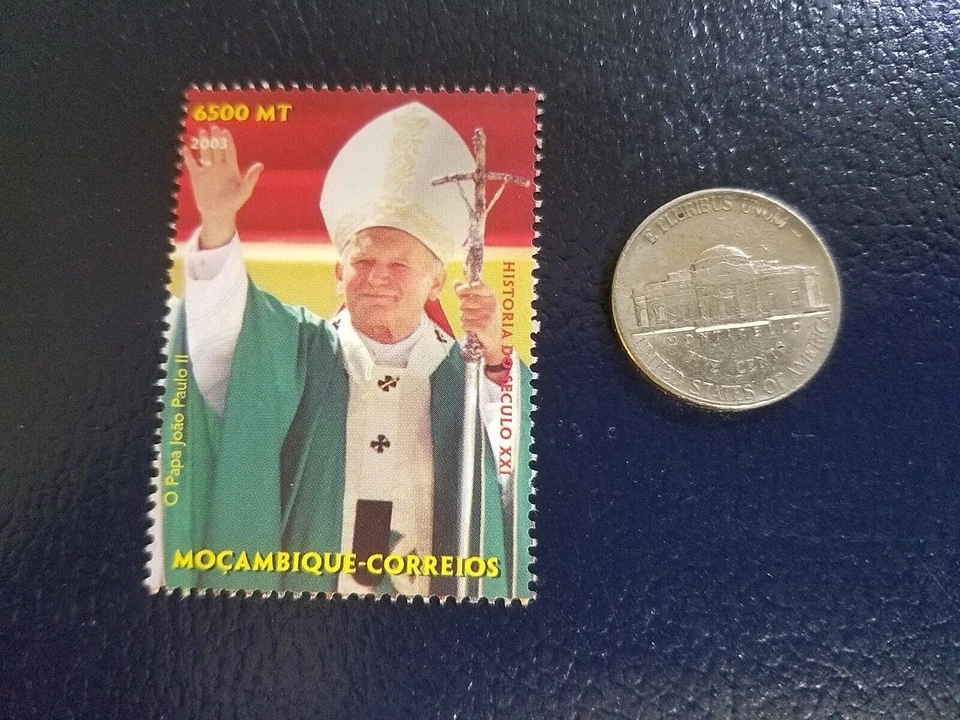 6500 MT
2003
HISTORIA DO SECULO XXI
O Papa João Paulo II
MOÇAMBIQUE-CORREIOS
E PLURIBUS UNUM
MONTICELLO
FIVE CENTS
UNITED STATES OF AMERICA